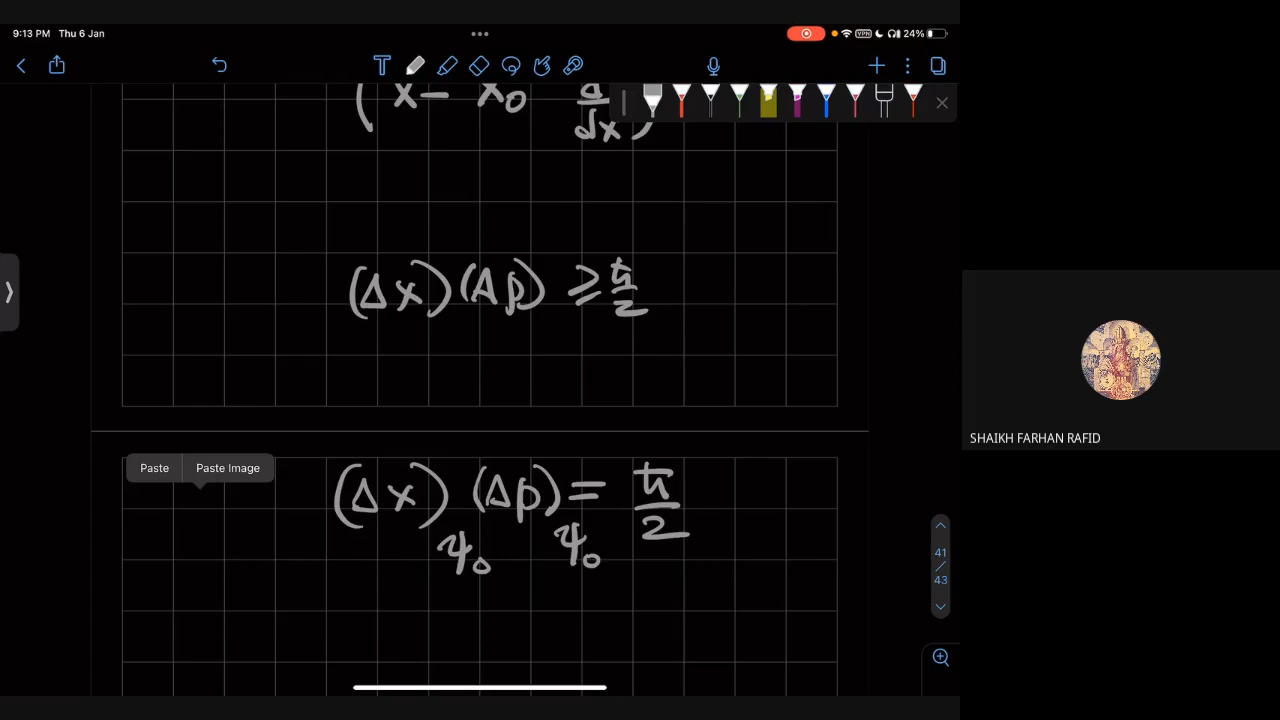 9:13 PM Thu 6 Jan VPN 24%
(x - x₀ d/dx)
(Δx)(Δp) ≥ ħ/2
Paste Paste Image
(Δx)ψ₀ (Δp)ψ₀ = ħ/2
41
/
43
SHAIKH FARHAN RAFID